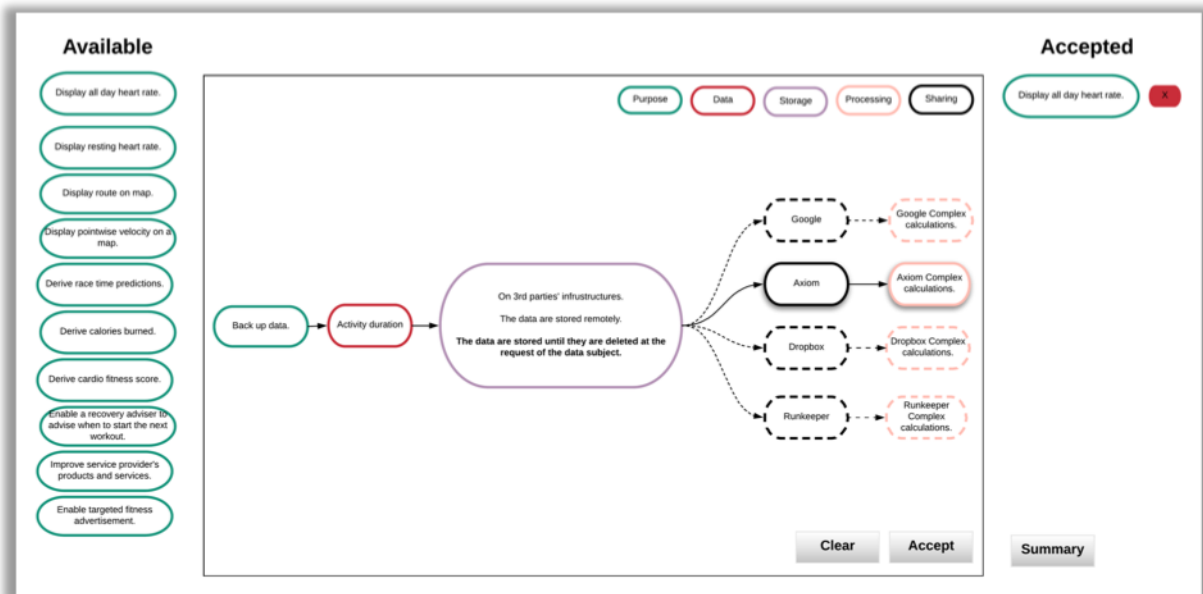 Available
Display all day heart rate.
Display resting heart rate.
Display route on map.
Display pointwise velocity on a
map.
Derive race time predictions.
Derive calories burned.
Derive cardio fitness score.
Enable a recovery adviser to
advise when to start the next
workout.
Improve service provider's
products and services.
Enable targeted fitness
advertisement.
Purpose
Data
Storage
Processing
Sharing
Back up data.
Activity duration
On 3rd parties' infrustructures.
The data are stored remotely.
The data are stored until they are deleted at the
request of the data subject.
Google
Google Complex
calculations.
Axiom
Axiom Complex
calculations.
Dropbox
Dropbox Complex
calculations.
Runkeeper
Runkeeper
Complex
calculations.
Clear
Accept
Accepted
Display all day heart rate.
X
Summary